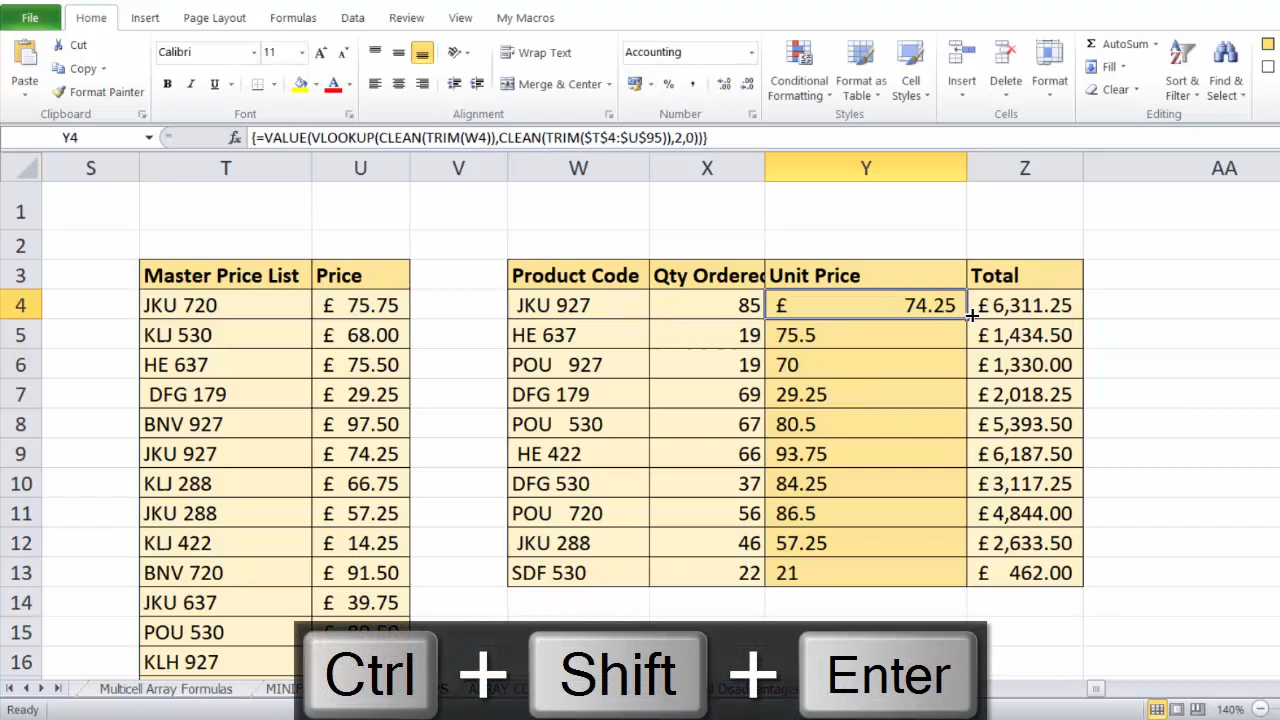 File Home Insert Page Layout Formulas Data Review View My Macros
Cut Calibri 11 A A Wrap Text Accounting Σ AutoSum
Paste Copy Conditional Format as Cell Insert Delete Format Fill Sort & Find &
Format Painter B I U A Merge & Center % , .0 .00 .00 .0 Formatting Table Styles Clear Filter Select
Clipboard Font Alignment Number Styles Cells Editing
Y4 fx {=VALUE(VLOOKUP(CLEAN(TRIM(W4)),CLEAN(TRIM($T$4:$U$95)),2,0))}
S T U V W X Y Z AA
1
2
3 Master Price List Price Product Code Qty Ordered Unit Price Total
4 JKU 720 £ 75.75 JKU 927 85 £ 74.25 £ 6,311.25
5 KLJ 530 £ 68.00 HE 637 19 75.5 £ 1,434.50
6 HE 637 £ 75.50 POU 927 19 70 £ 1,330.00
7 DFG 179 £ 29.25 DFG 179 69 29.25 £ 2,018.25
8 BNV 927 £ 97.50 POU 530 67 80.5 £ 5,393.50
9 JKU 927 £ 74.25 HE 422 66 93.75 £ 6,187.50
10 KLJ 288 £ 66.75 DFG 530 37 84.25 £ 3,117.25
11 JKU 288 £ 57.25 POU 720 56 86.5 £ 4,844.00
12 KLJ 422 £ 14.25 JKU 288 46 57.25 £ 2,633.50
13 BNV 720 £ 91.50 SDF 530 22 21 £ 462.00
14 JKU 637 £ 39.75
15 POU 530
16 KLH 927
Ctrl + Shift + Enter
Multicell Array Formulas
Ready 140%